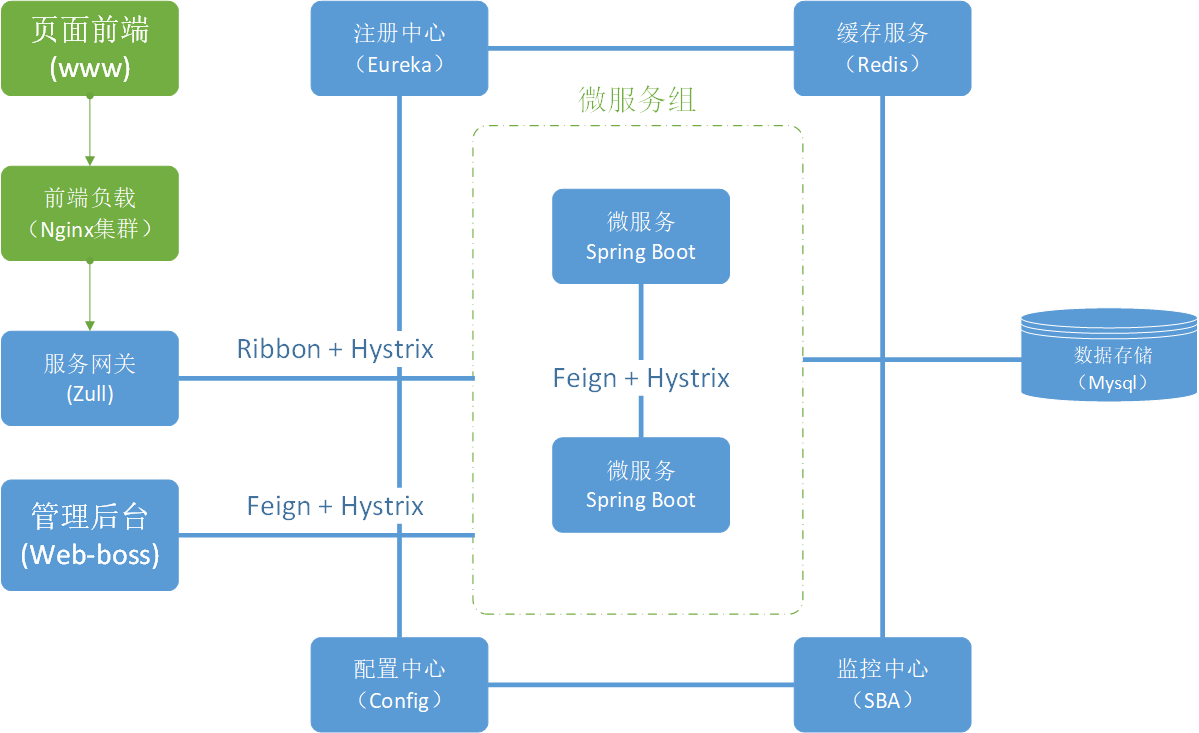 页面前端
(www)
注册中心
（Eureka）
缓存服务
（Redis）
微服务组
前端负载
（Nginx集群）
微服务
Spring Boot
服务网关
(Zull)
Ribbon + Hystrix
Feign + Hystrix
数据存储
（Mysql）
微服务
Spring Boot
管理后台
(Web-boss)
Feign + Hystrix
配置中心
（Config）
监控中心
（SBA）